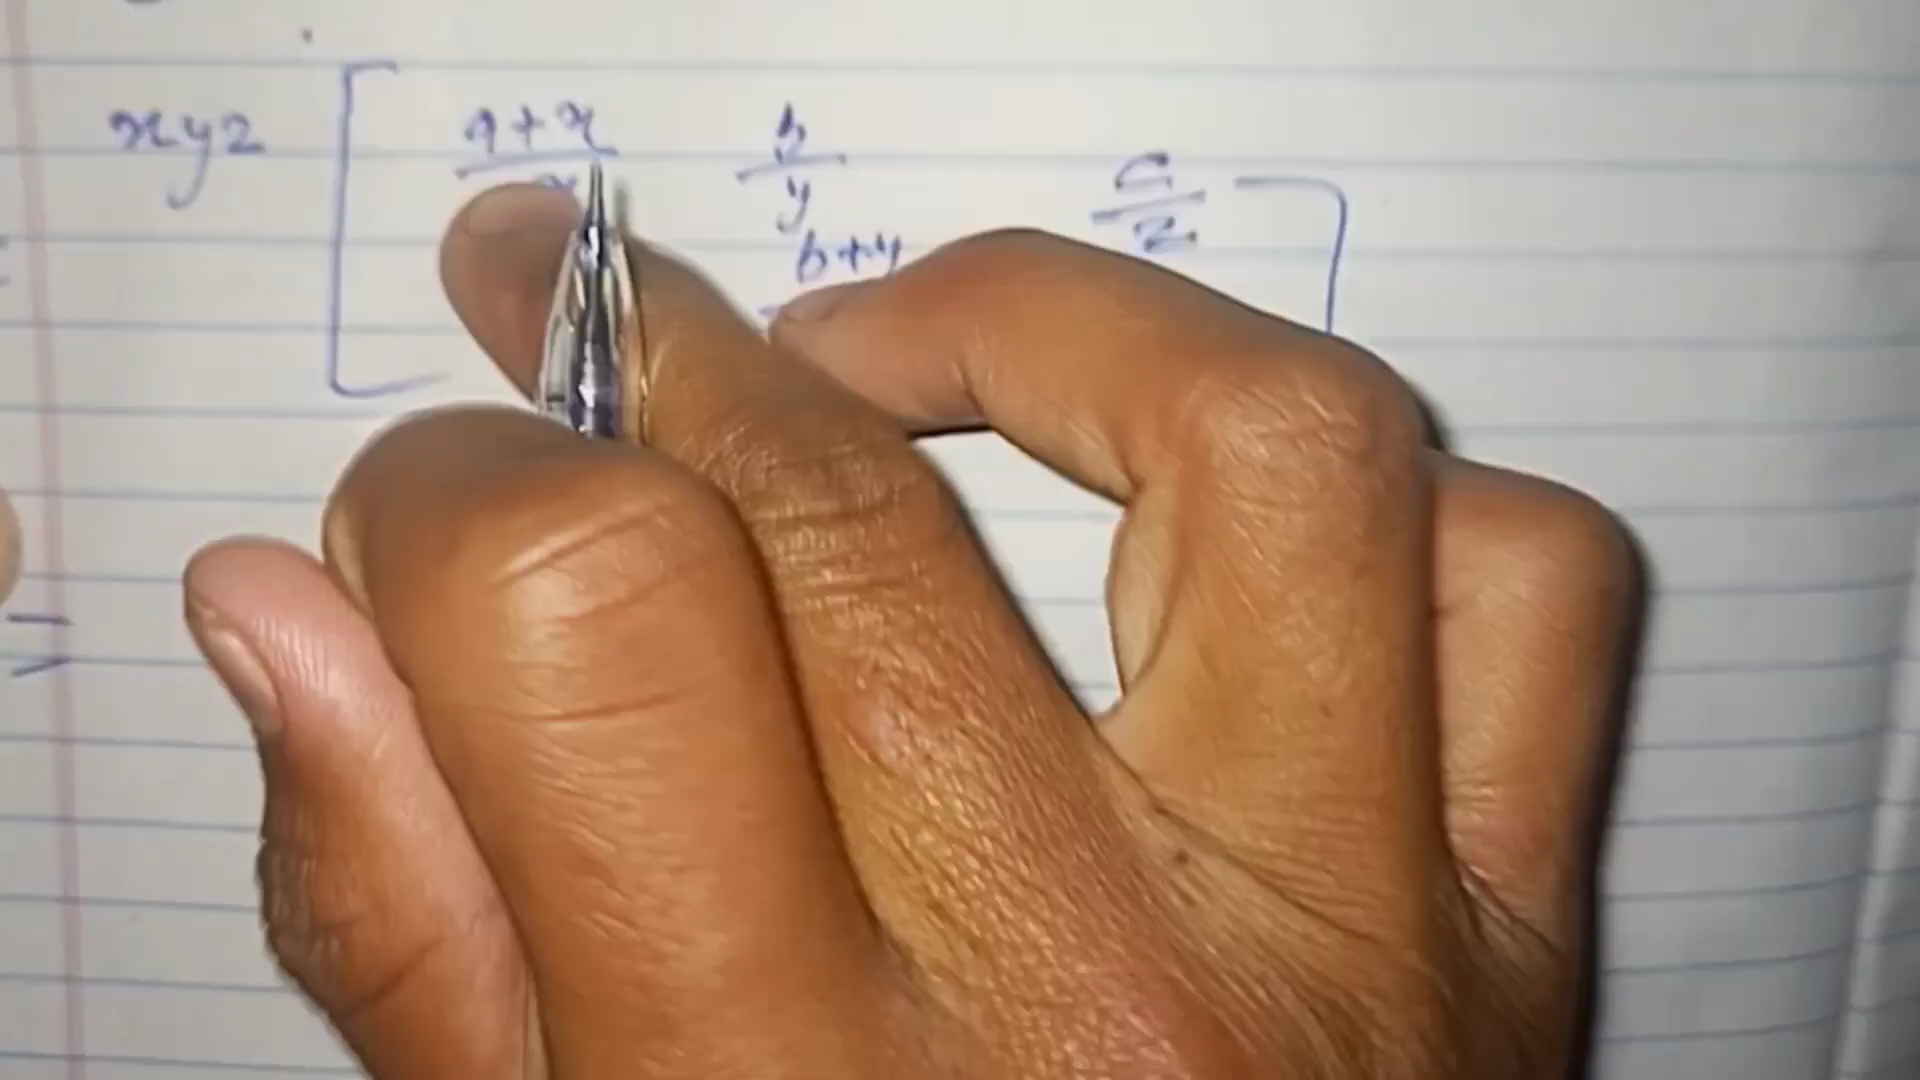 xyz [ a+x/x b/y c/z ]
b+y